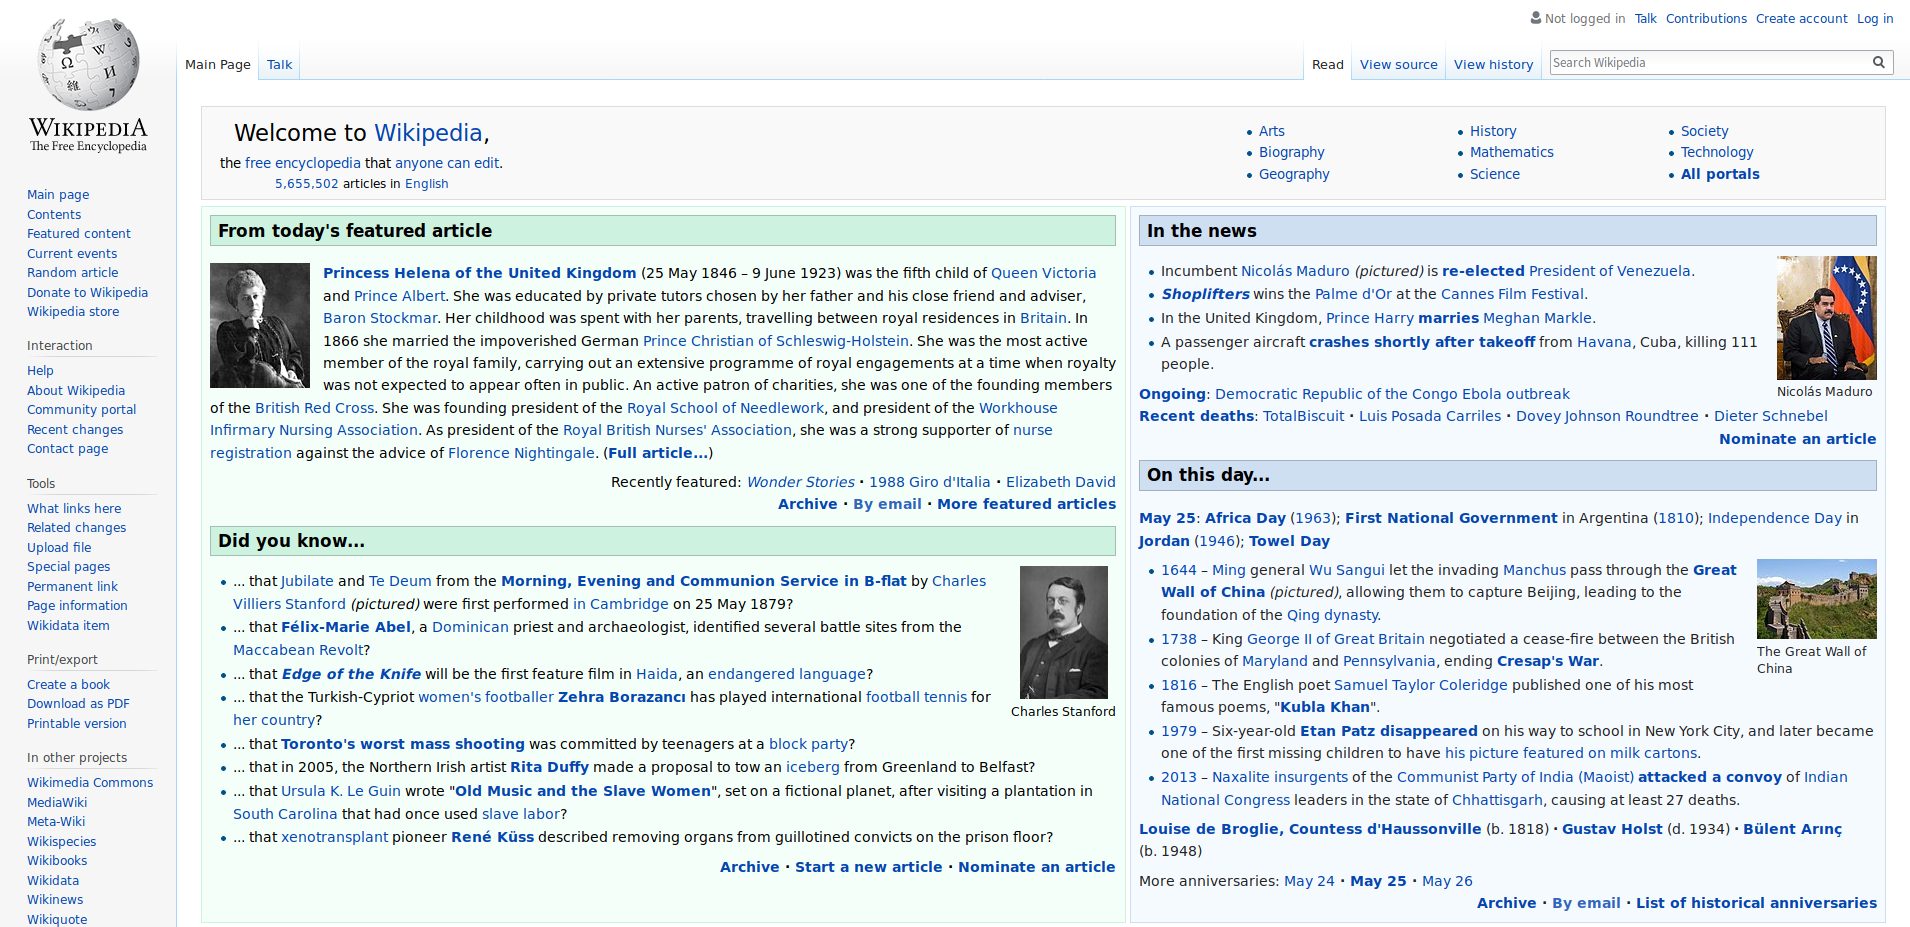 Not logged in Talk Contributions Create account Log in
Main Page Talk Read View source View history Search Wikipedia
WIKIPEDIA
The Free Encyclopedia
Main page
Contents
Featured content
Current events
Random article
Donate to Wikipedia
Wikipedia store
Interaction
Help
About Wikipedia
Community portal
Recent changes
Contact page
Tools
What links here
Related changes
Upload file
Special pages
Permanent link
Page information
Wikidata item
Print/export
Create a book
Download as PDF
Printable version
In other projects
Wikimedia Commons
MediaWiki
Meta-Wiki
Wikispecies
Wikibooks
Wikidata
Wikinews
Wikiquote
Welcome to Wikipedia,
the free encyclopedia that anyone can edit.
5,655,502 articles in English
Arts
Biography
Geography
History
Mathematics
Science
Society
Technology
All portals
From today's featured article
Princess Helena of the United Kingdom (25 May 1846 – 9 June 1923) was the fifth child of Queen Victoria
and Prince Albert. She was educated by private tutors chosen by her father and his close friend and adviser,
Baron Stockmar. Her childhood was spent with her parents, travelling between royal residences in Britain. In
1866 she married the impoverished German Prince Christian of Schleswig-Holstein. She was the most active
member of the royal family, carrying out an extensive programme of royal engagements at a time when royalty
was not expected to appear often in public. An active patron of charities, she was one of the founding members
of the British Red Cross. She was founding president of the Royal School of Needlework, and president of the Workhouse
Infirmary Nursing Association. As president of the Royal British Nurses' Association, she was a strong supporter of nurse
registration against the advice of Florence Nightingale. (Full article...)
Recently featured: Wonder Stories · 1988 Giro d'Italia · Elizabeth David
Archive · By email · More featured articles
Did you know...
... that Jubilate and Te Deum from the Morning, Evening and Communion Service in B-flat by Charles
Villiers Stanford (pictured) were first performed in Cambridge on 25 May 1879?
... that Félix-Marie Abel, a Dominican priest and archaeologist, identified several battle sites from the
Maccabean Revolt?
... that Edge of the Knife will be the first feature film in Haida, an endangered language?
... that the Turkish-Cypriot women's footballer Zehra Borazancı has played international football tennis for
her country?
... that Toronto's worst mass shooting was committed by teenagers at a block party?
... that in 2005, the Northern Irish artist Rita Duffy made a proposal to tow an iceberg from Greenland to Belfast?
... that Ursula K. Le Guin wrote "Old Music and the Slave Women", set on a fictional planet, after visiting a plantation in
South Carolina that had once used slave labor?
... that xenotransplant pioneer René Küss described removing organs from guillotined convicts on the prison floor?
Charles Stanford
Archive · Start a new article · Nominate an article
In the news
Incumbent Nicolás Maduro (pictured) is re-elected President of Venezuela.
Shoplifters wins the Palme d'Or at the Cannes Film Festival.
In the United Kingdom, Prince Harry marries Meghan Markle.
A passenger aircraft crashes shortly after takeoff from Havana, Cuba, killing 111
people.
Nicolás Maduro
Ongoing: Democratic Republic of the Congo Ebola outbreak
Recent deaths: TotalBiscuit · Luis Posada Carriles · Dovey Johnson Roundtree · Dieter Schnebel
Nominate an article
On this day...
May 25: Africa Day (1963); First National Government in Argentina (1810); Independence Day in
Jordan (1946); Towel Day
1644 – Ming general Wu Sangui let the invading Manchus pass through the Great
Wall of China (pictured), allowing them to capture Beijing, leading to the
foundation of the Qing dynasty.
1738 – King George II of Great Britain negotiated a cease-fire between the British
colonies of Maryland and Pennsylvania, ending Cresap's War.
1816 – The English poet Samuel Taylor Coleridge published one of his most
famous poems, "Kubla Khan".
1979 – Six-year-old Etan Patz disappeared on his way to school in New York City, and later became
one of the first missing children to have his picture featured on milk cartons.
2013 – Naxalite insurgents of the Communist Party of India (Maoist) attacked a convoy of Indian
National Congress leaders in the state of Chhattisgarh, causing at least 27 deaths.
The Great Wall of
China
Louise de Broglie, Countess d'Haussonville (b. 1818) · Gustav Holst (d. 1934) · Bülent Arınç
(b. 1948)
More anniversaries: May 24 · May 25 · May 26
Archive · By email · List of historical anniversaries